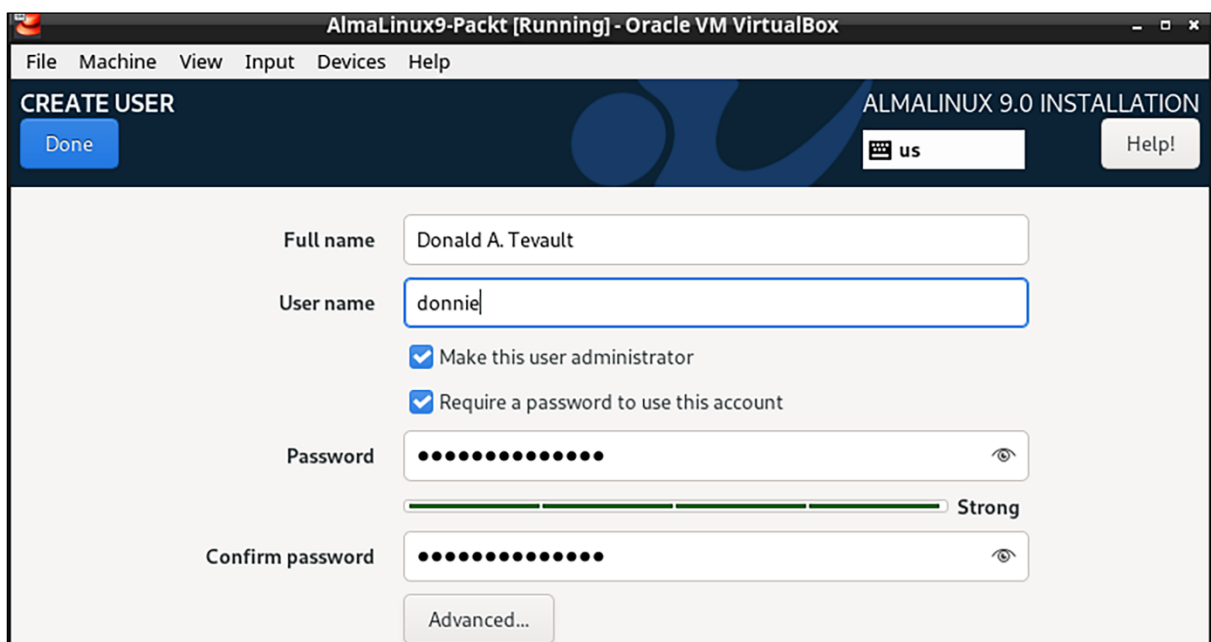 AlmaLinux9-Packt [Running] - Oracle VM VirtualBox
File Machine View Input Devices Help
CREATE USER
ALMALINUX 9.0 INSTALLATION
Done
us
Help!
Full name
Donald A. Tevault
User name
donnie
Make this user administrator
Require a password to use this account
Password
●●●●●●●●●●●●●●
Strong
Confirm password
●●●●●●●●●●●●●●
Advanced...